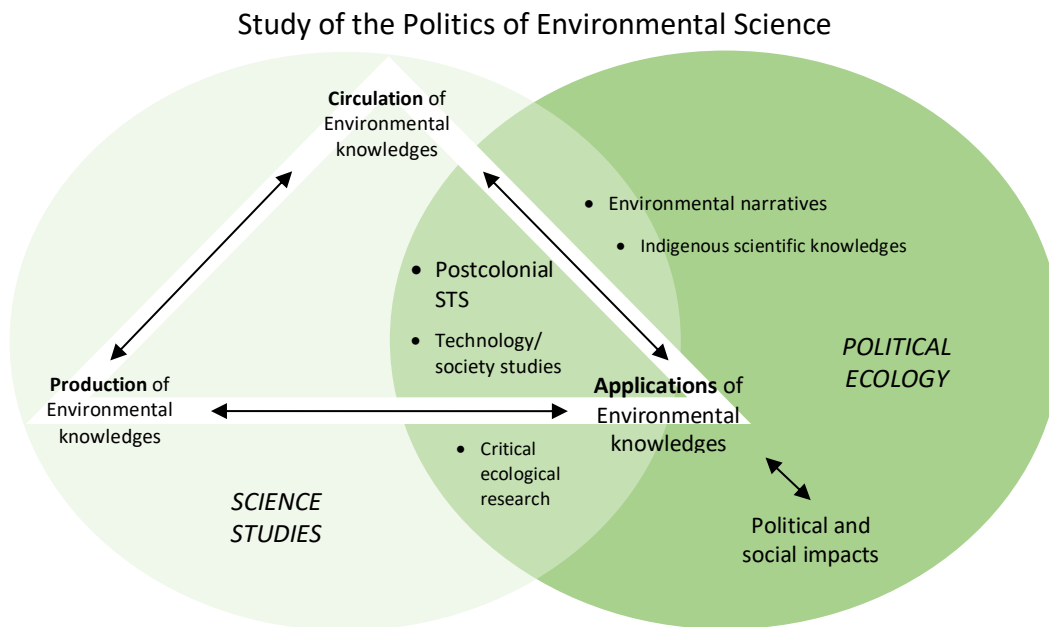 Study of the Politics of Environmental Science
Circulation of
Environmental
knowledges
• Environmental narratives
• Indigenous scientific knowledges
• Postcolonial
STS
• Technology/
society studies
POLITICAL
ECOLOGY
Production of
Environmental
knowledges
Applications of
Environmental
knowledges
• Critical
ecological
research
SCIENCE
STUDIES
Political and
social impacts